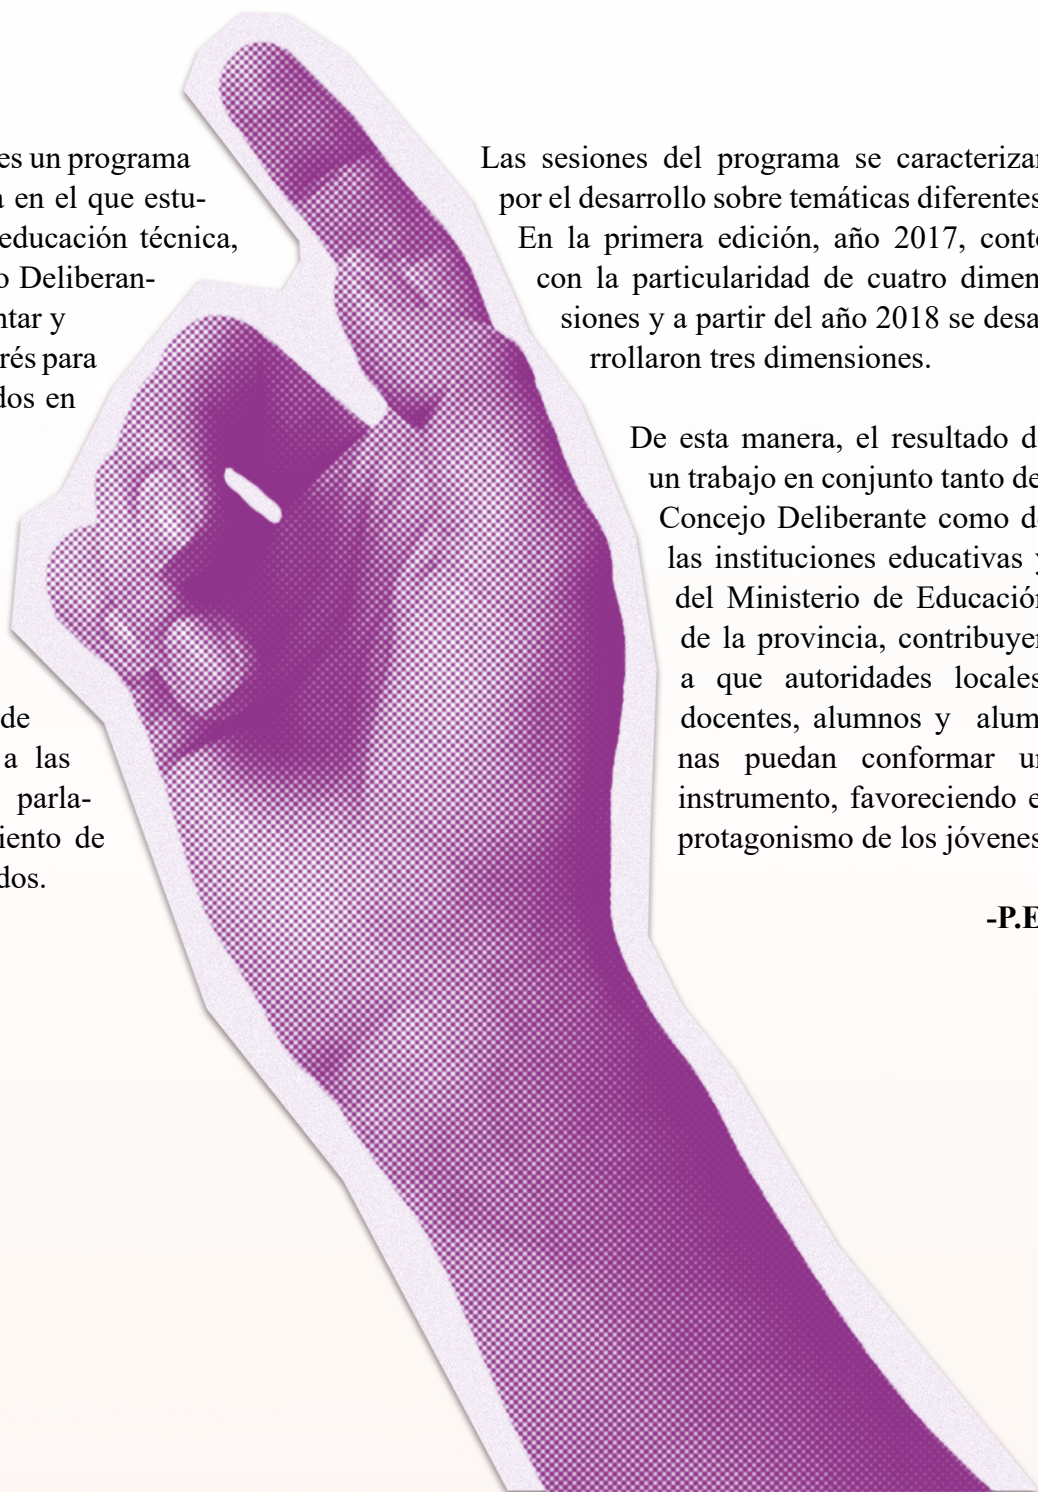 es un programa
en el que estu-
educación técnica,
o Deliberan-
ntar y
rés para
dos en
de
a las
parla-
iento de
dos.
Las sesiones del programa se caracterizan
por el desarrollo sobre temáticas diferentes
En la primera edición, año 2017, contó
con la particularidad de cuatro dimen
siones y a partir del año 2018 se desa
rrollaron tres dimensiones.
De esta manera, el resultado de
un trabajo en conjunto tanto de
Concejo Deliberante como de
las instituciones educativas y
del Ministerio de Educación
de la provincia, contribuyen
a que autoridades locales
docentes, alumnos y alum
nas puedan conformar un
instrumento, favoreciendo e
protagonismo de los jóvenes
-P.E